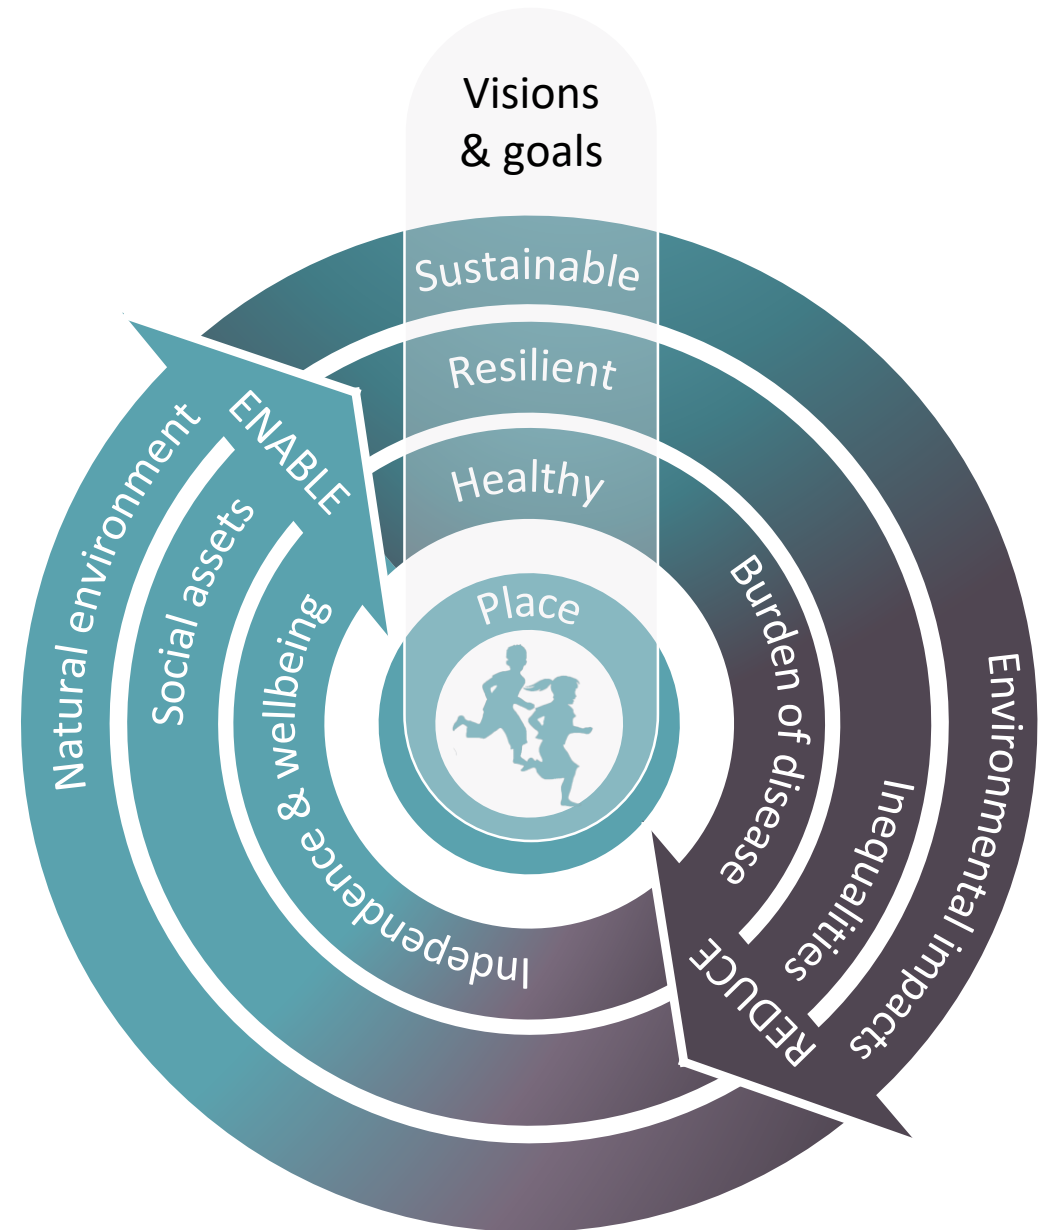 Visions
& goals
Sustainable
Resilient
Healthy
Place
ENABLE
Natural environment
Social assets
Independence & wellbeing
REDUCE
Burden of disease
Inequalities
Environmental impacts